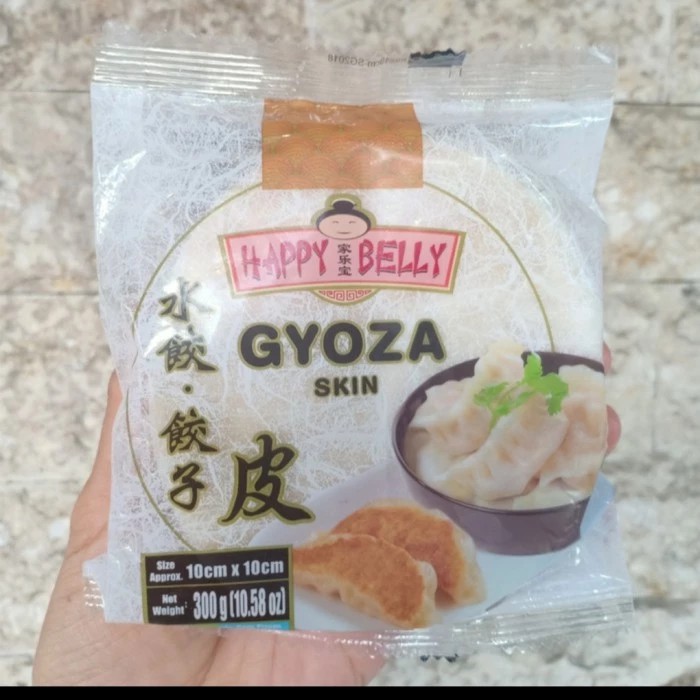 HAPPY 家乐宝 BELLY
GYOZA
SKIN
水餃·餃子
皮
Size Approx. 10cm x 10cm
Net Weight: 300 g (10.58 oz)